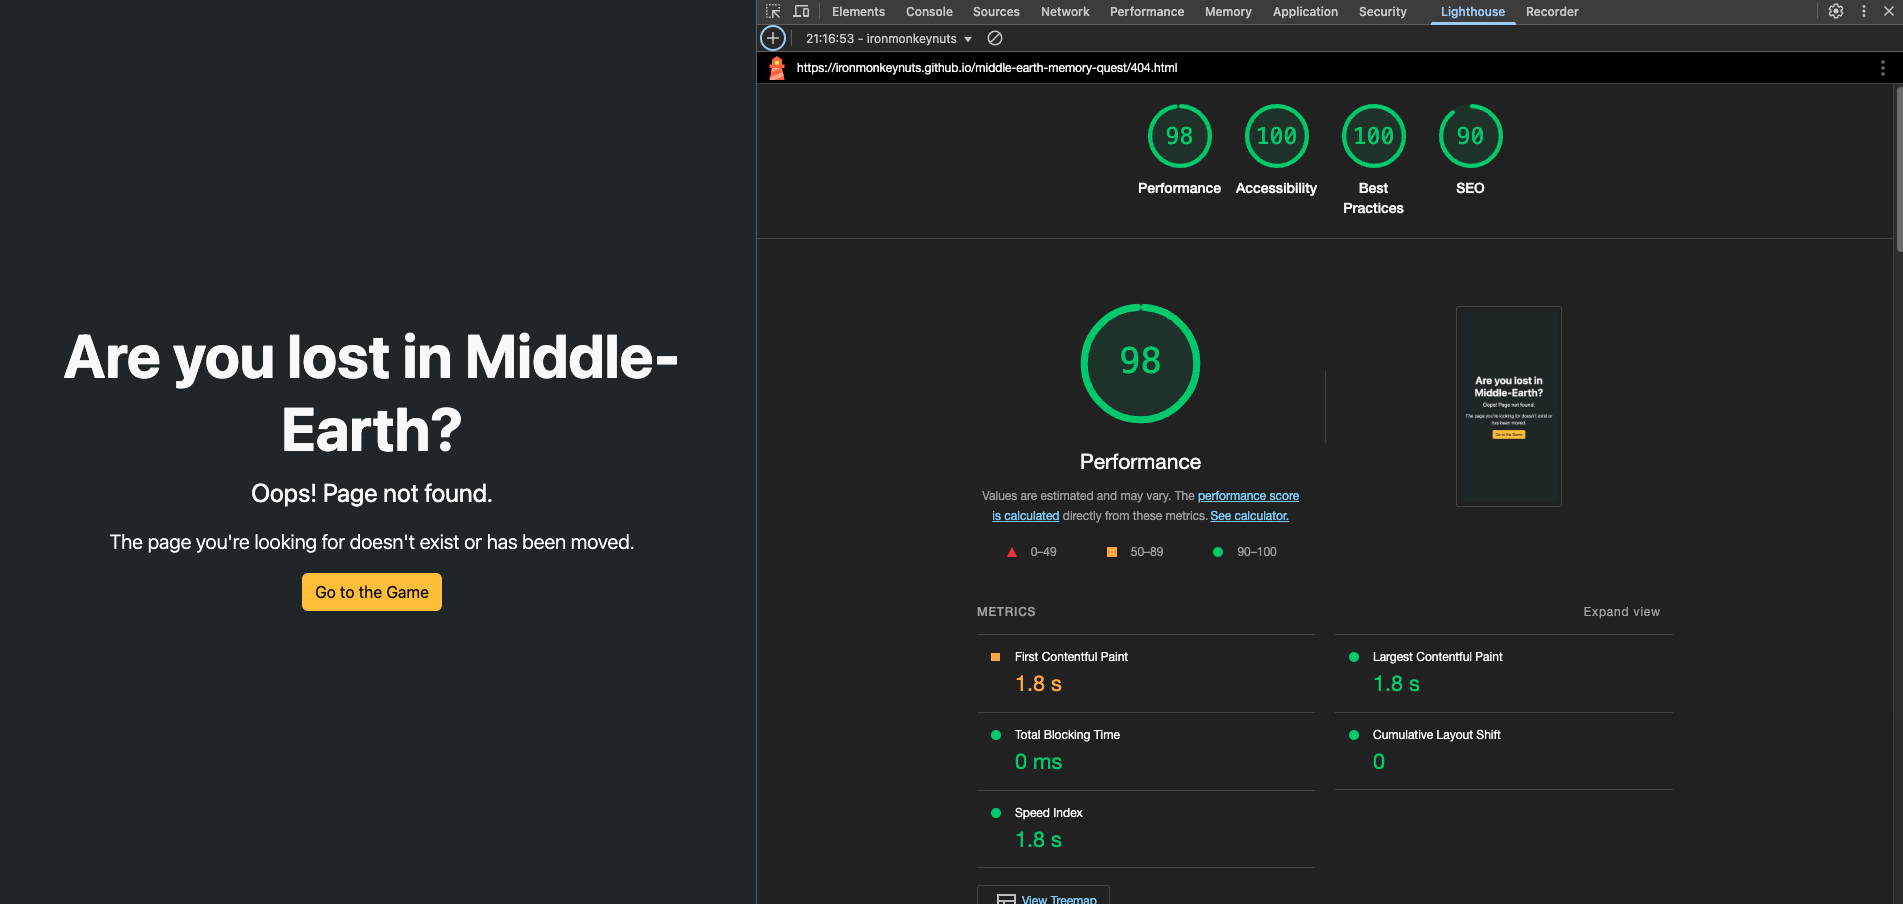 Are you lost in Middle-
Earth?
Oops! Page not found.
The page you're looking for doesn't exist or has been moved.
Go to the Game
Elements Console Sources Network Performance Memory Application Security Lighthouse Recorder
21:16:53 - ironmonkeynuts
https://ironmonkeynuts.github.io/middle-earth-memory-quest/404.html
98 100 100 90
Performance Accessibility Best SEO
Practices
98
Performance
Values are estimated and may vary. The performance score
is calculated directly from these metrics. See calculator.
0–49 50–89 90–100
Are you lost in
Middle-Earth?
Oops! Page not found.
The page you're looking for doesn't exist or
has been moved.
Go to the Game
METRICS Expand view
First Contentful Paint
1.8 s
Largest Contentful Paint
1.8 s
Total Blocking Time
0 ms
Cumulative Layout Shift
0
Speed Index
1.8 s
View Treemap